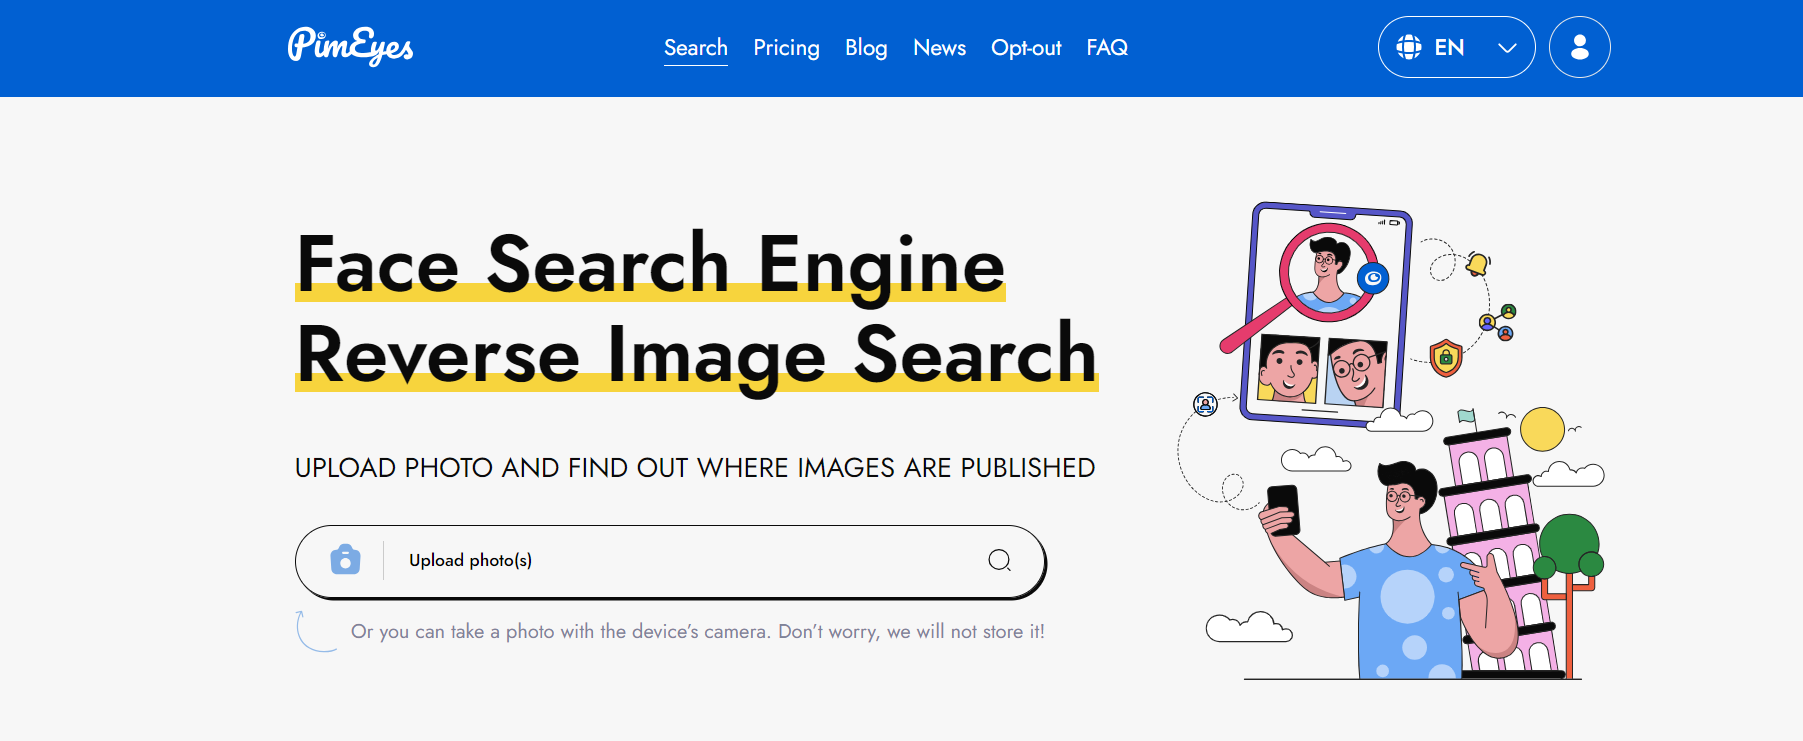 PimEyes
Search Pricing Blog News Opt-out FAQ
EN
Face Search Engine
Reverse Image Search
UPLOAD PHOTO AND FIND OUT WHERE IMAGES ARE PUBLISHED
Upload photo(s)
Or you can take a photo with the device’s camera. Don’t worry, we will not store it!